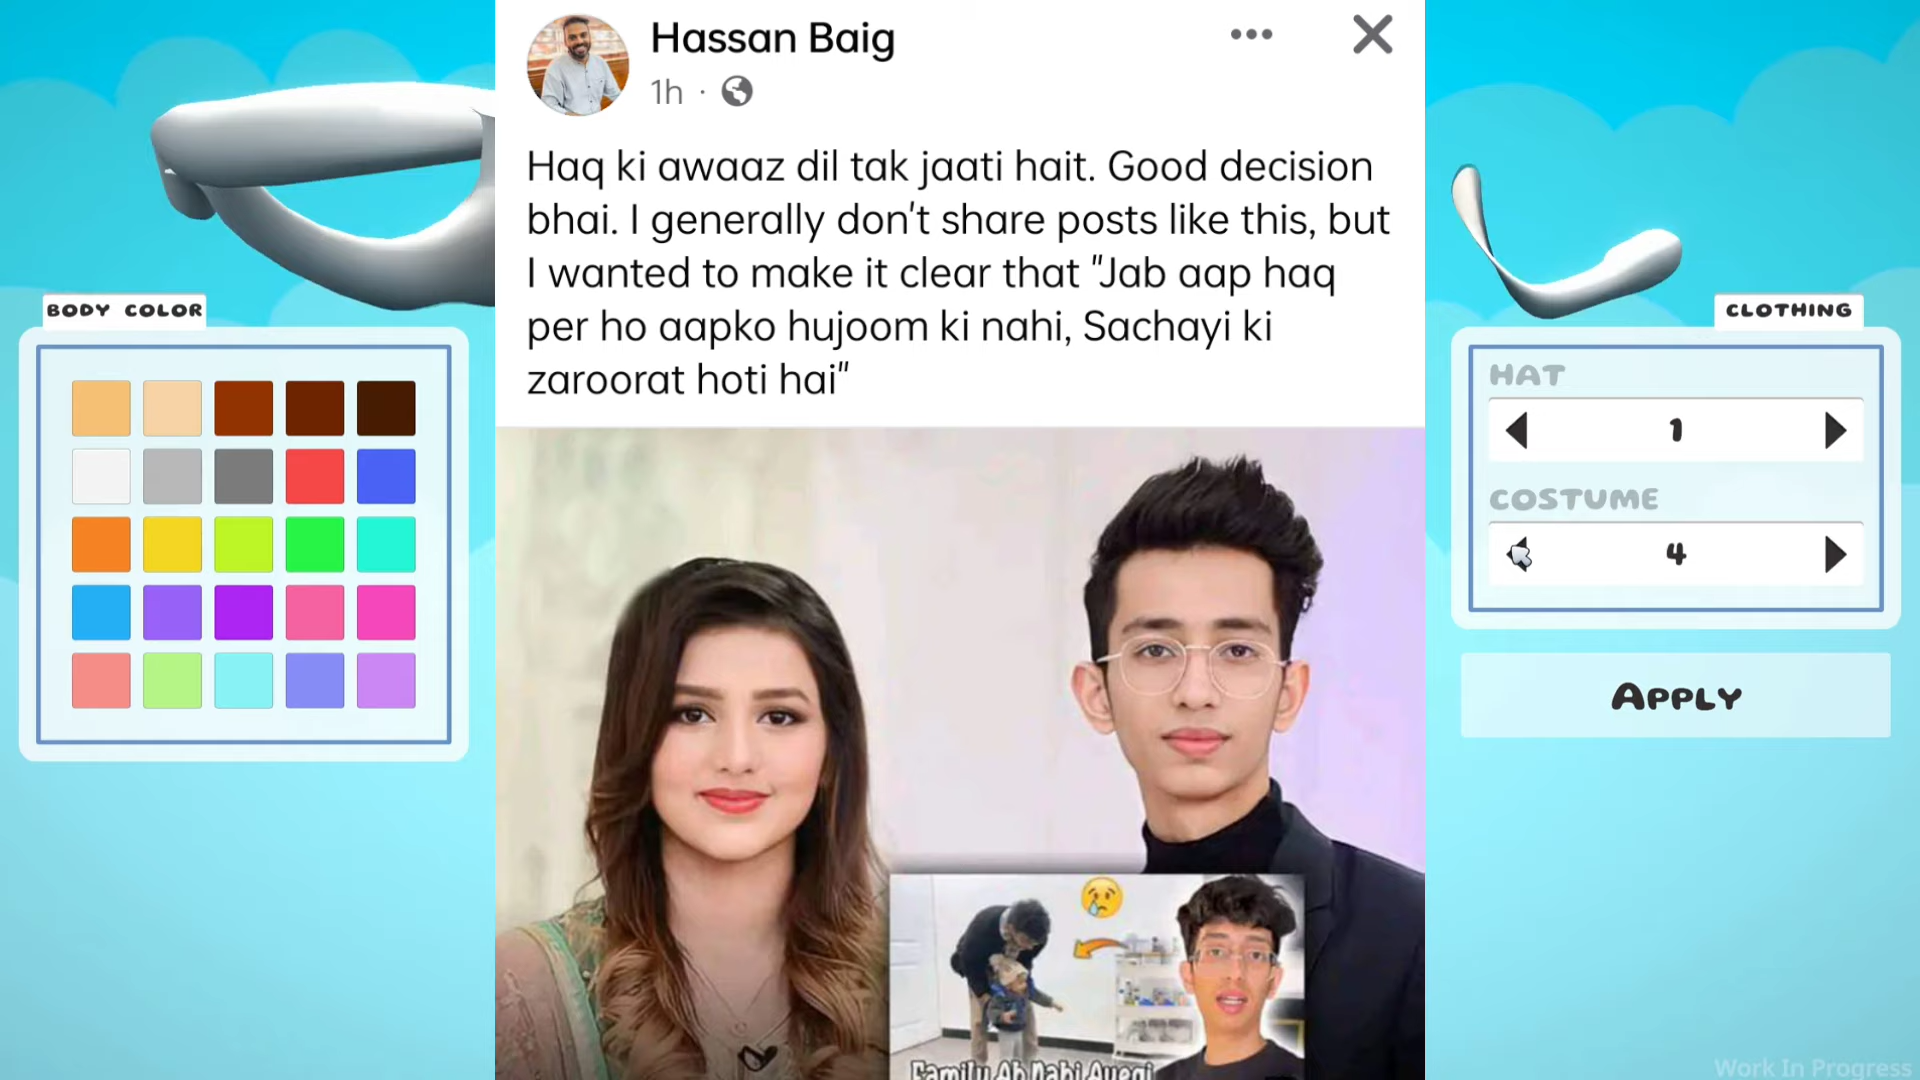 Hassan Baig
1h ·
Haq ki awaaz dil tak jaati hait. Good decision
bhai. I generally don't share posts like this, but
I wanted to make it clear that "Jab aap haq
per ho aapko hujoom ki nahi, Sachayi ki
zaroorat hoti hai"
BODY COLOR
CLOTHING
HAT
1
COSTUME
4
APPLY
Family Ab Nahi Ayegi
Work In Progress